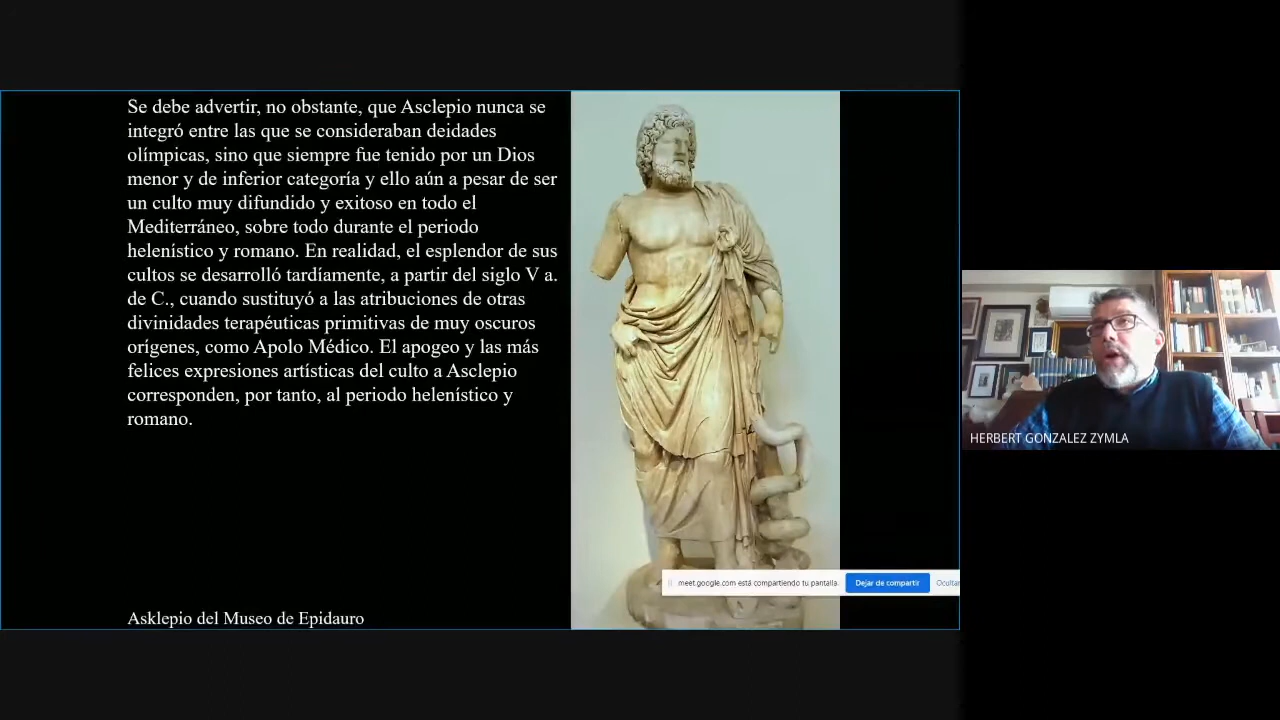 Se debe advertir, no obstante, que Asclepio nunca se
integró entre las que se consideraban deidades
olímpicas, sino que siempre fue tenido por un Dios
menor y de inferior categoría y ello aún a pesar de ser
un culto muy difundido y exitoso en todo el
Mediterráneo, sobre todo durante el periodo
helenístico y romano. En realidad, el esplendor de sus
cultos se desarrolló tardíamente, a partir del siglo V a.
de C., cuando sustituyó a las atribuciones de otras
divinidades terapéuticas primitivas de muy oscuros
orígenes, como Apolo Médico. El apogeo y las más
felices expresiones artísticas del culto a Asclepio
corresponden, por tanto, al periodo helenístico y
romano.
Asklepio del Museo de Epidauro
meet.google.com está compartiendo tu pantalla.
Dejar de compartir
Ocultar
HERBERT GONZALEZ ZYMLA